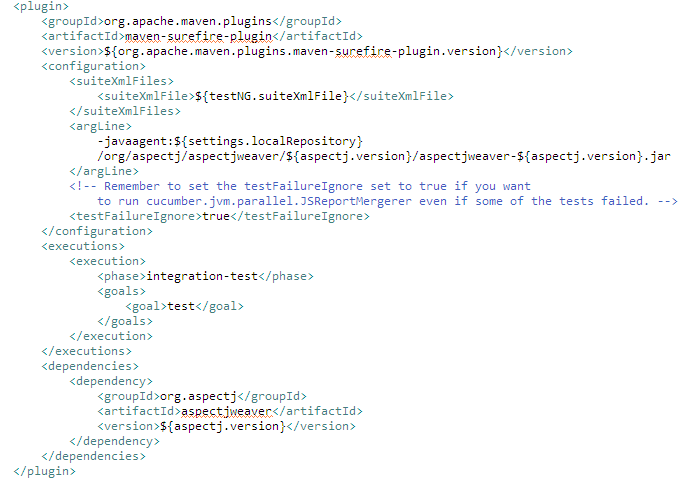 <plugin>
    <groupId>org.apache.maven.plugins</groupId>
    <artifactId>maven-surefire-plugin</artifactId>
    <version>${org.apache.maven.plugins.maven-surefire-plugin.version}</version>
    <configuration>
        <suiteXmlFiles>
            <suiteXmlFile>${testNG.suiteXmlFile}</suiteXmlFile>
        </suiteXmlFiles>
        <argLine>
            -javaagent:${settings.localRepository}
            /org/aspectj/aspectjweaver/${aspectj.version}/aspectjweaver-${aspectj.version}.jar
        </argLine>
        <!-- Remember to set the testFailureIgnore set to true if you want
            to run cucumber.jvm.parallel.JSReportMergerer even if some of the tests failed. -->
        <testFailureIgnore>true</testFailureIgnore>
    </configuration>
    <executions>
        <execution>
            <phase>integration-test</phase>
            <goals>
                <goal>test</goal>
            </goals>
        </execution>
    </executions>
    <dependencies>
        <dependency>
            <groupId>org.aspectj</groupId>
            <artifactId>aspectjweaver</artifactId>
            <version>${aspectj.version}</version>
        </dependency>
    </dependencies>
</plugin>